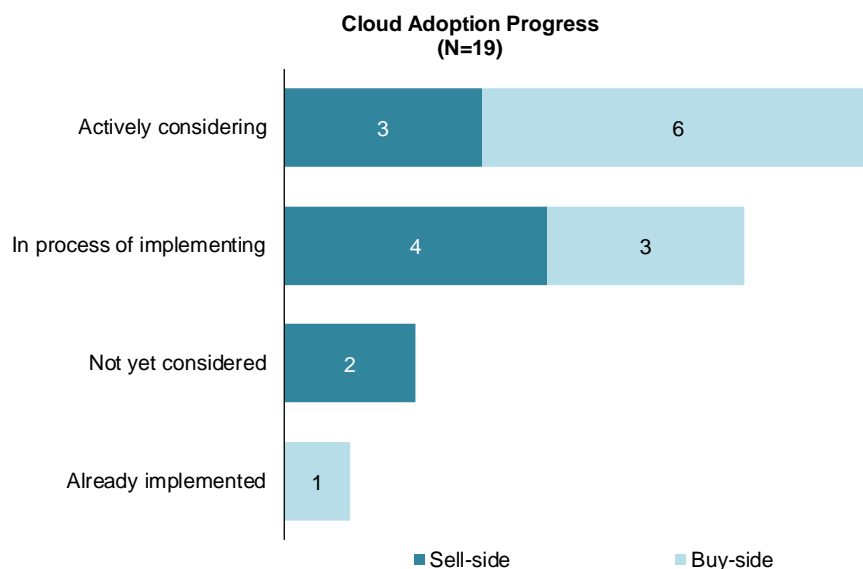 Cloud Adoption Progress
(N=19)
Actively considering
3
6
In process of implementing
4
3
Not yet considered
2
Already implemented
1
Sell-side
Buy-side